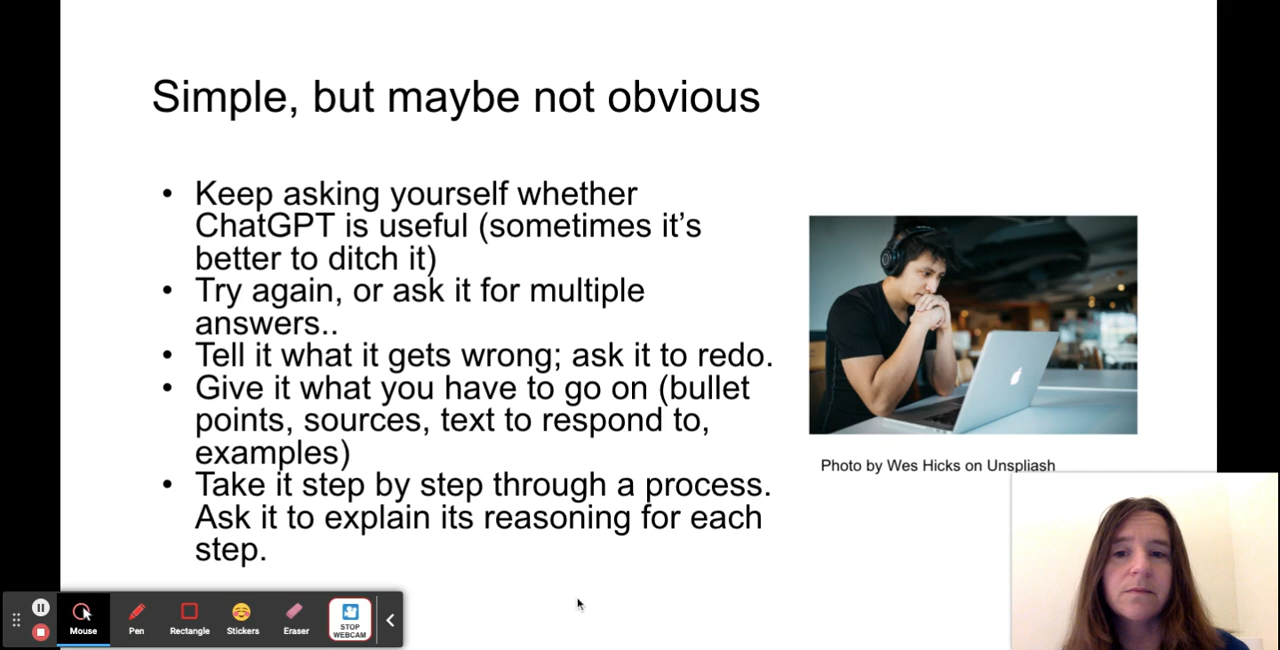 Simple, but maybe not obvious
• Keep asking yourself whether
ChatGPT is useful (sometimes it’s
better to ditch it)
• Try again, or ask it for multiple
answers..
• Tell it what it gets wrong; ask it to redo.
• Give it what you have to go on (bullet
points, sources, text to respond to,
examples)
• Take it step by step through a process.
Ask it to explain its reasoning for each
step.
Photo by Wes Hicks on Unspliash
Mouse
Pen
Rectangle
Stickers
Eraser
STOP
WEBCAM